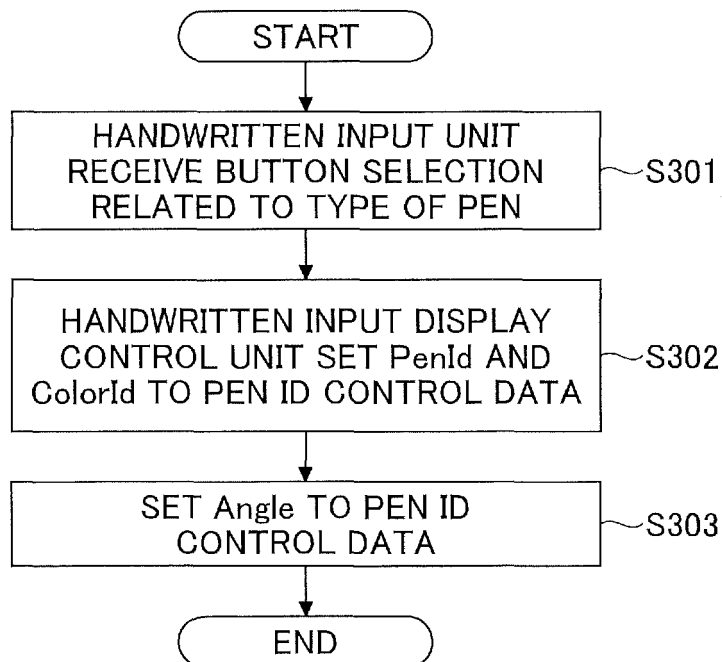 START
HANDWRITTEN INPUT UNIT
RECEIVE BUTTON SELECTION
RELATED TO TYPE OF PEN
S301
HANDWRITTEN INPUT DISPLAY
CONTROL UNIT SET PenId AND
ColorId TO PEN ID CONTROL DATA
S302
SET Angle TO PEN ID
CONTROL DATA
S303
END